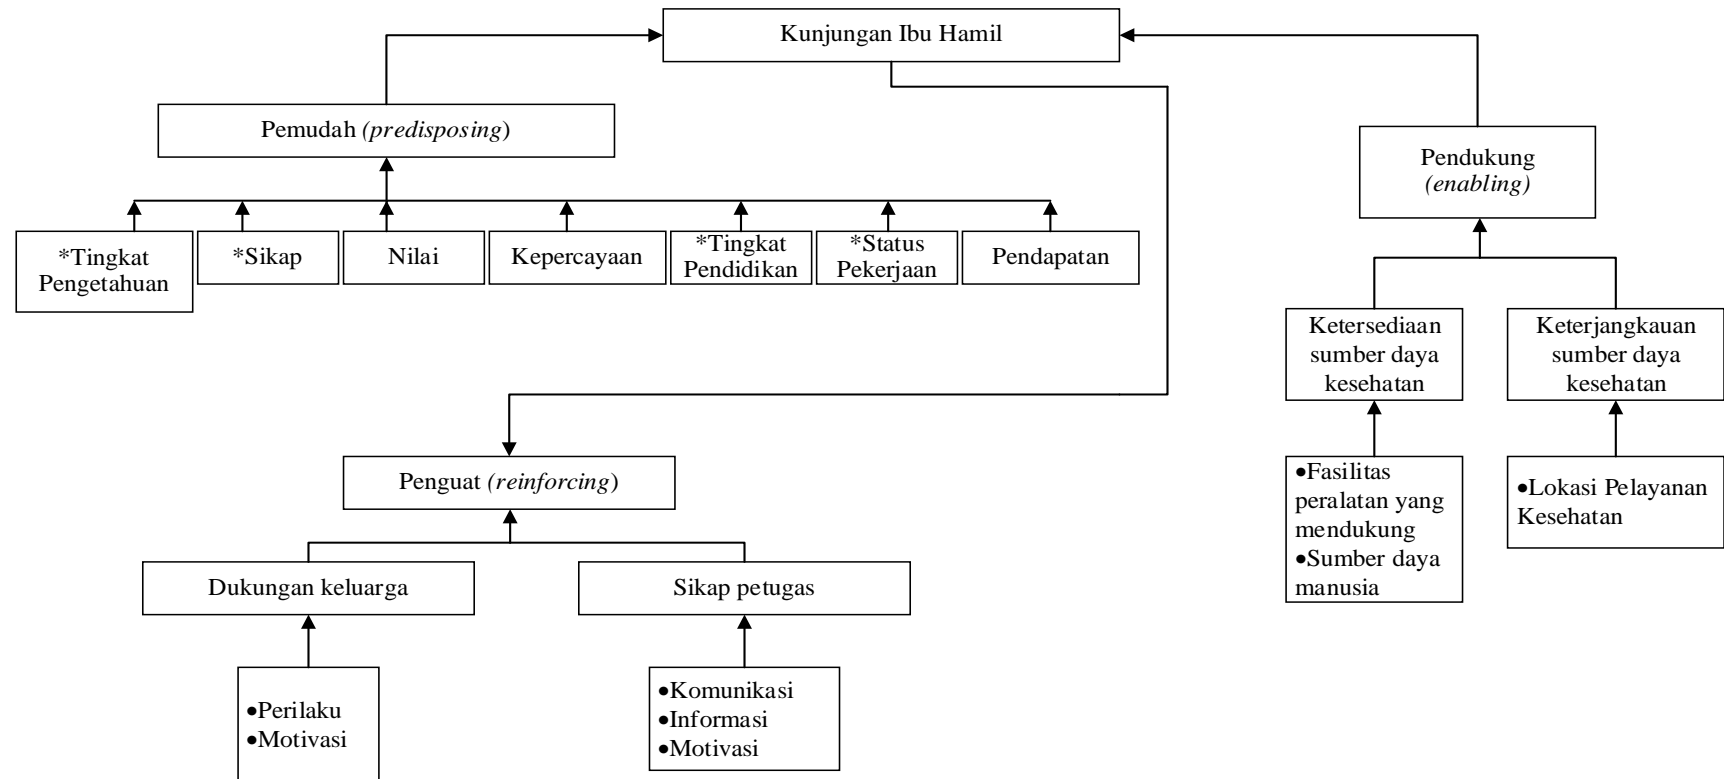 Kunjungan Ibu Hamil
Pemudah (predisposing)
Pendukung
(enabling)
*Tingkat
Pengetahuan
*Sikap
Nilai
Kepercayaan
*Tingkat
Pendidikan
*Status
Pekerjaan
Pendapatan
Ketersediaan
sumber daya
kesehatan
Keterjangkauan
sumber daya
kesehatan
Penguat (reinforcing)
•Fasilitas
peralatan yang
mendukung
•Sumber daya
manusia
•Lokasi Pelayanan
Kesehatan
Dukungan keluarga
Sikap petugas
•Perilaku
•Motivasi
•Komunikasi
•Informasi
•Motivasi